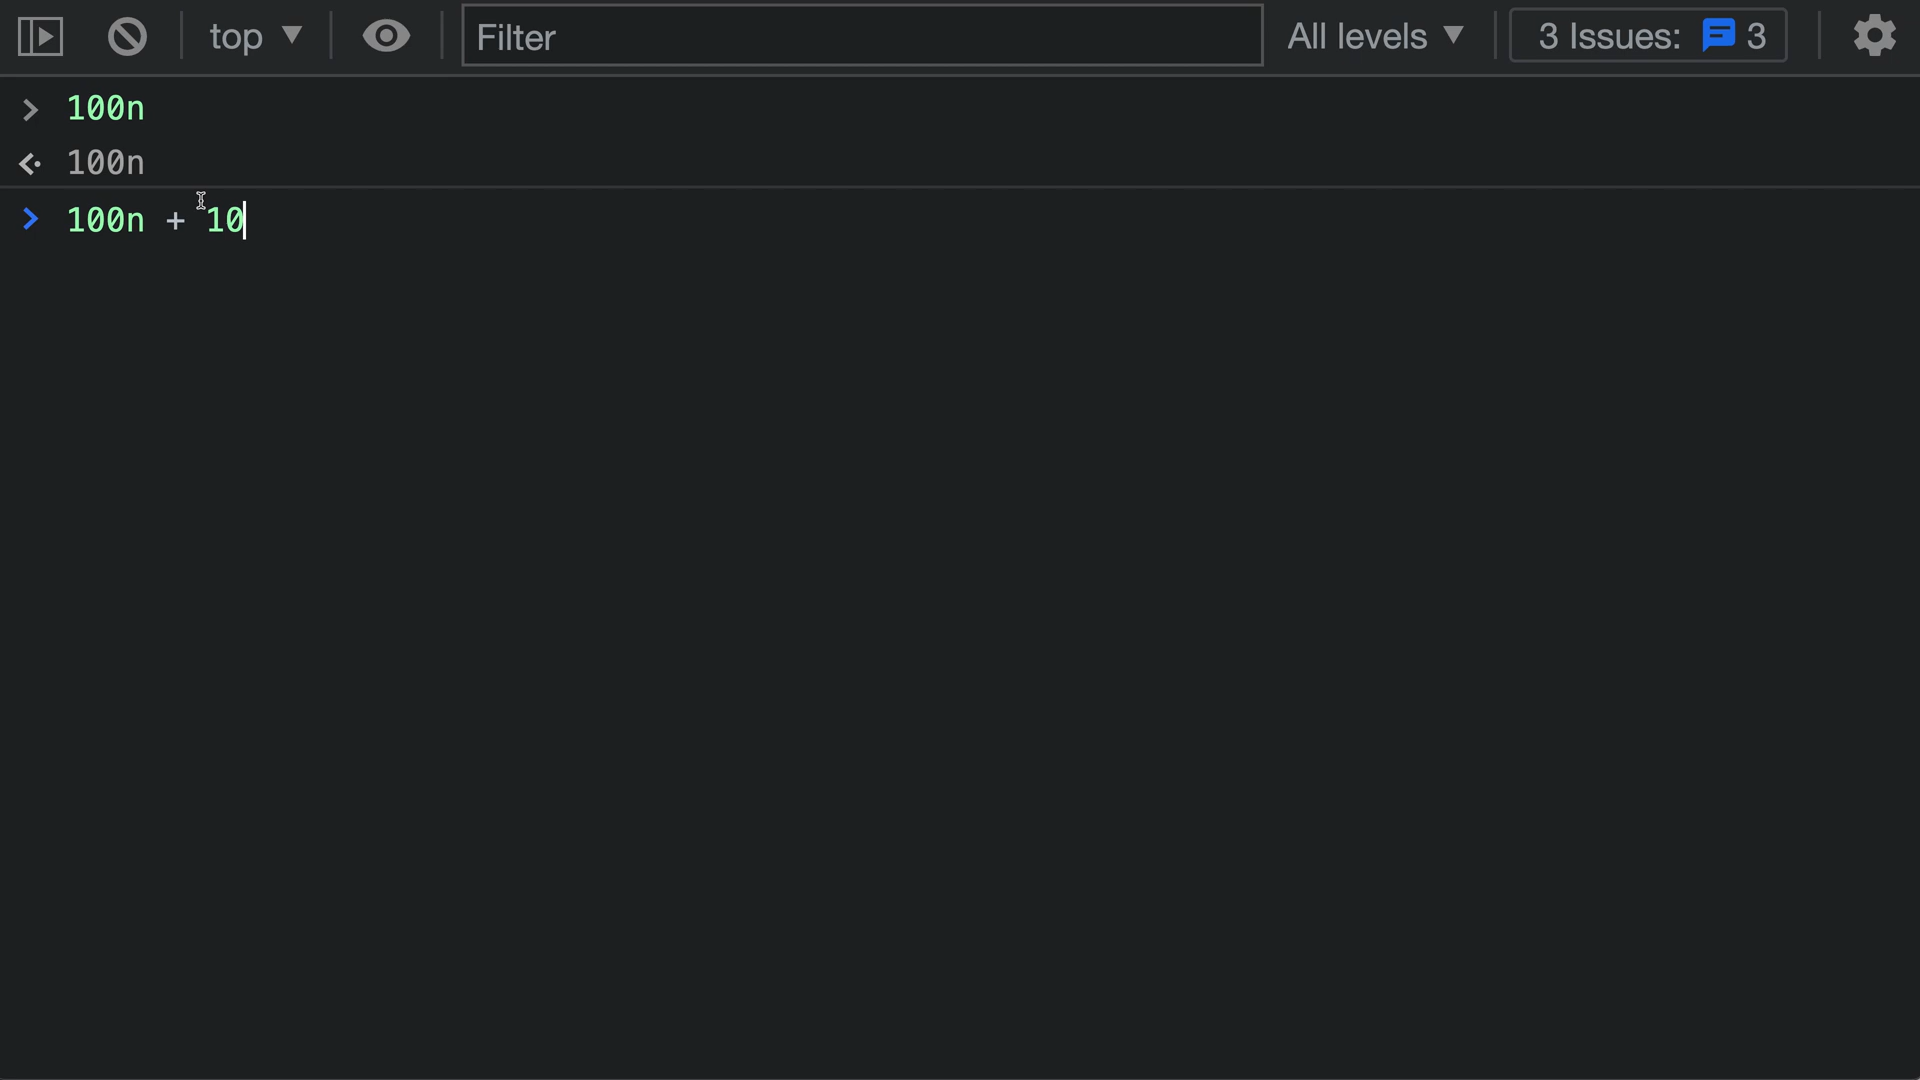 top ▼ Filter All levels ▼ 3 Issues: 3
> 100n
100n
> 100n + 10